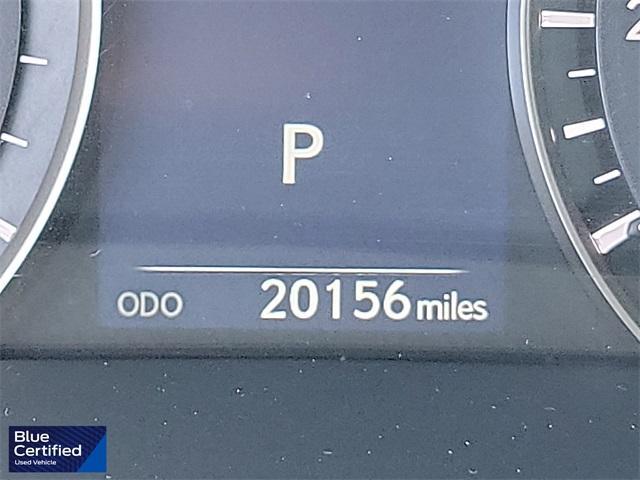 P
ODO 20156 miles
Blue
Certified
Used Vehicle